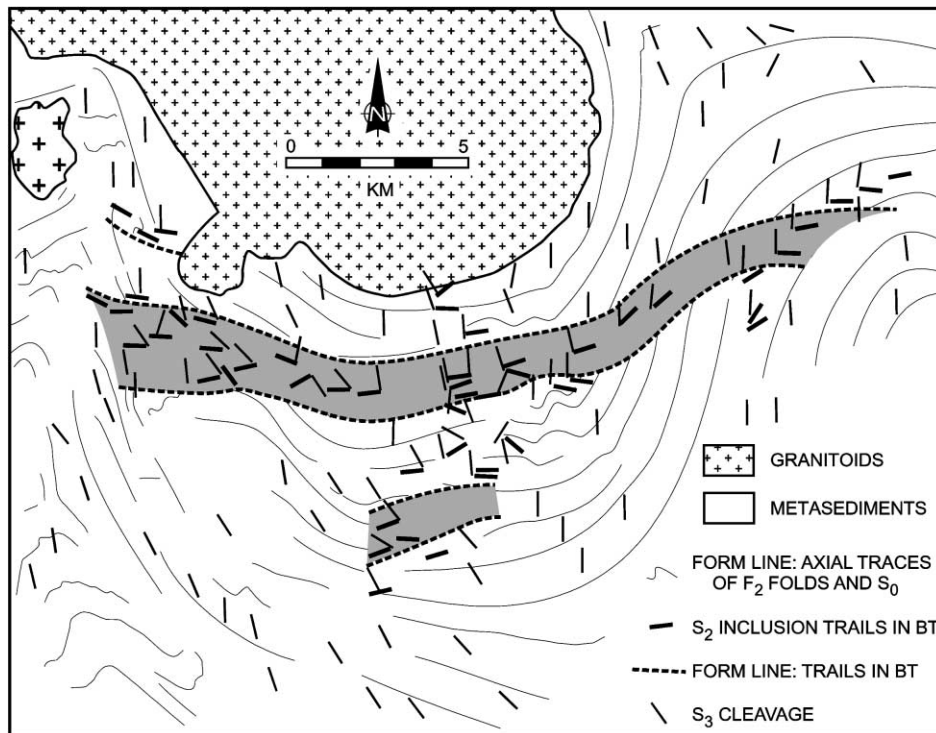 N
0 5
KM
GRANITOIDS
METASEDIMENTS
FORM LINE: AXIAL TRACES
OF F₂ FOLDS AND S₀
S₂ INCLUSION TRAILS IN BT
FORM LINE: TRAILS IN BT
S₃ CLEAVAGE